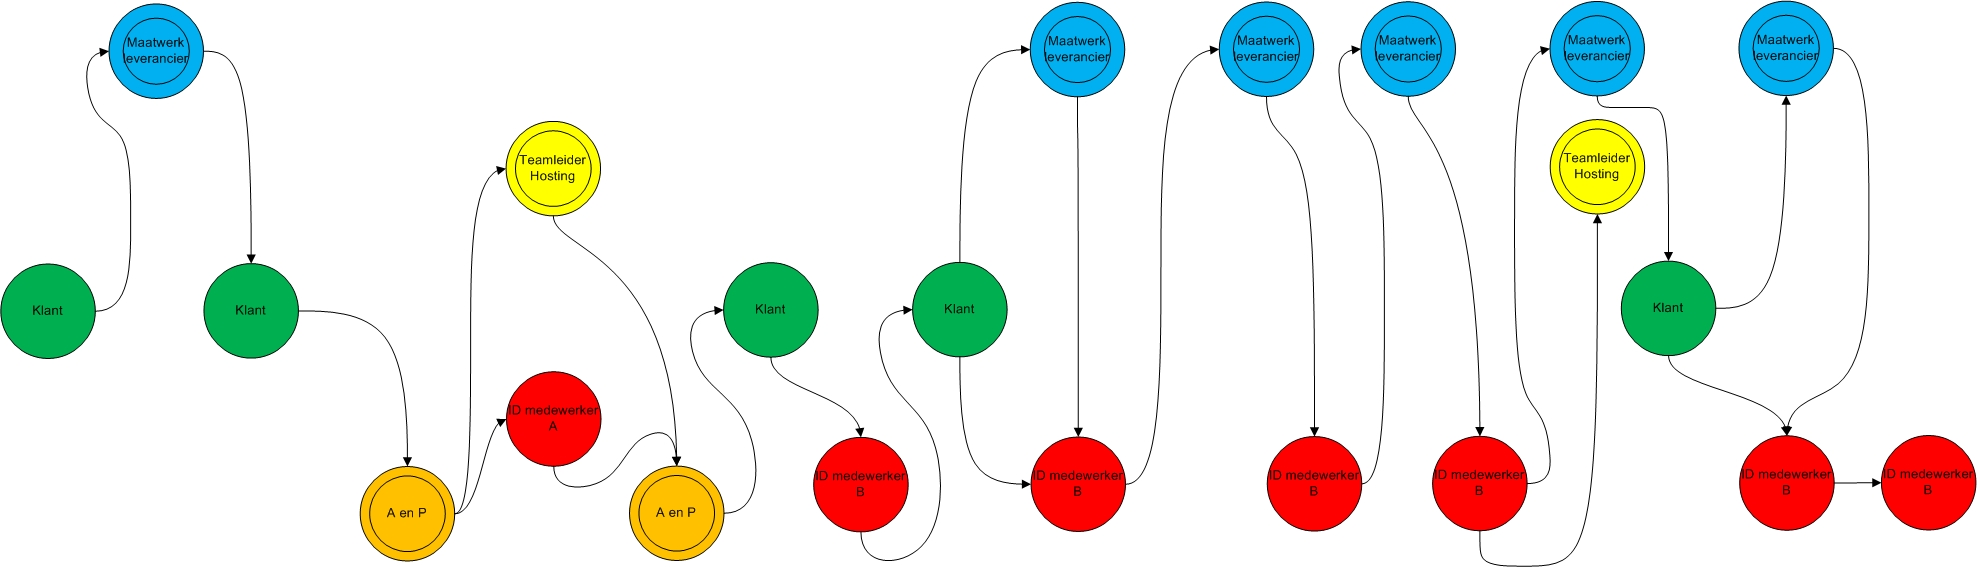 Maatwerk
leverancier
Maatwerk
leverancier
Maatwerk
leverancier
Maatwerk
leverancier
Maatwerk
leverancier
Maatwerk
leverancier
Teamleider
Hosting
Teamleider
Hosting
Klant
Klant
Klant
Klant
Klant
ID medewerker
A
ID medewerker
B
ID medewerker
B
ID medewerker
B
ID medewerker
B
ID medewerker
B
ID medewerker
B
A en P
A en P